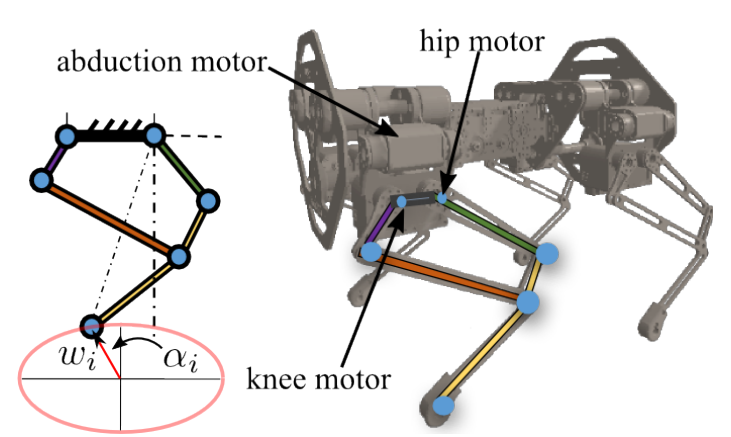 hip motor
abduction motor
w_i
α_i
knee motor